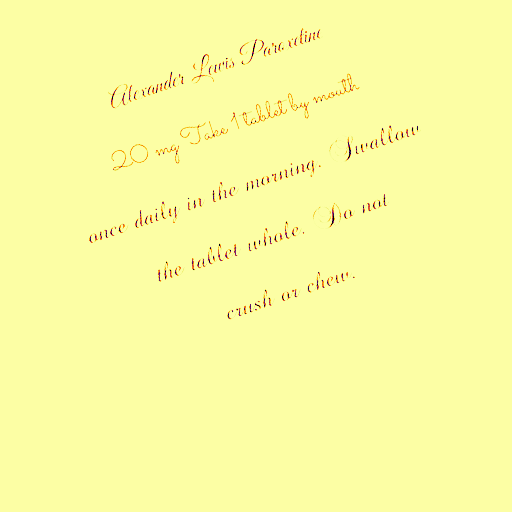 Alexander Lewis Paroxetine
20 mg Take 1 tablet by mouth
once daily in the morning. Swallow
the tablet whole. Do not
crush or chew.